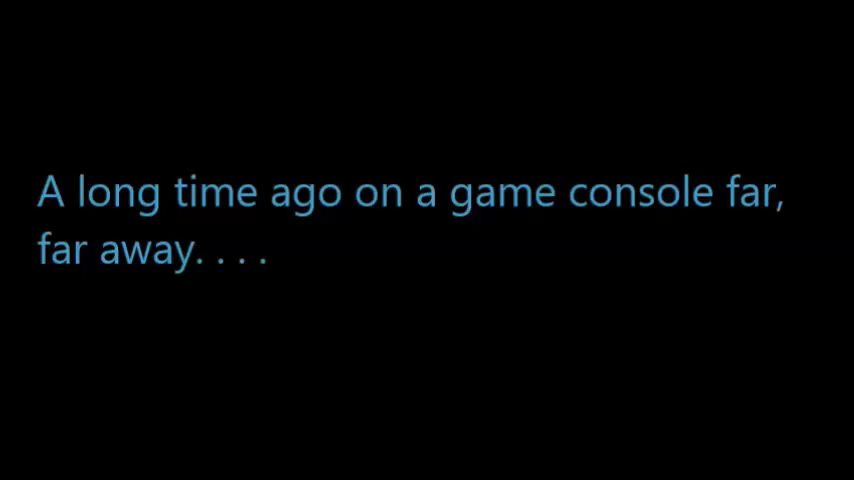 A long time ago on a game console far,
far away. . . .